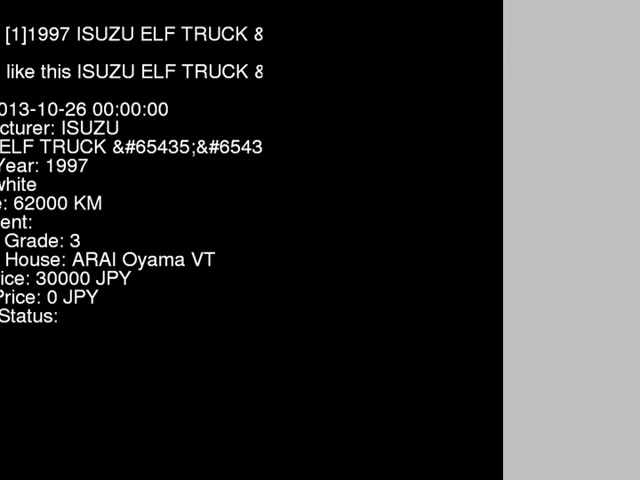 [1]1997 ISUZU ELF TRUCK &
like this ISUZU ELF TRUCK &
013-10-26 00:00:00
cturer: ISUZU
ELF TRUCK &#65435;&#6543
Year: 1997
white
e: 62000 KM
ent:
Grade: 3
House: ARAI Oyama VT
ice: 30000 JPY
Price: 0 JPY
Status: